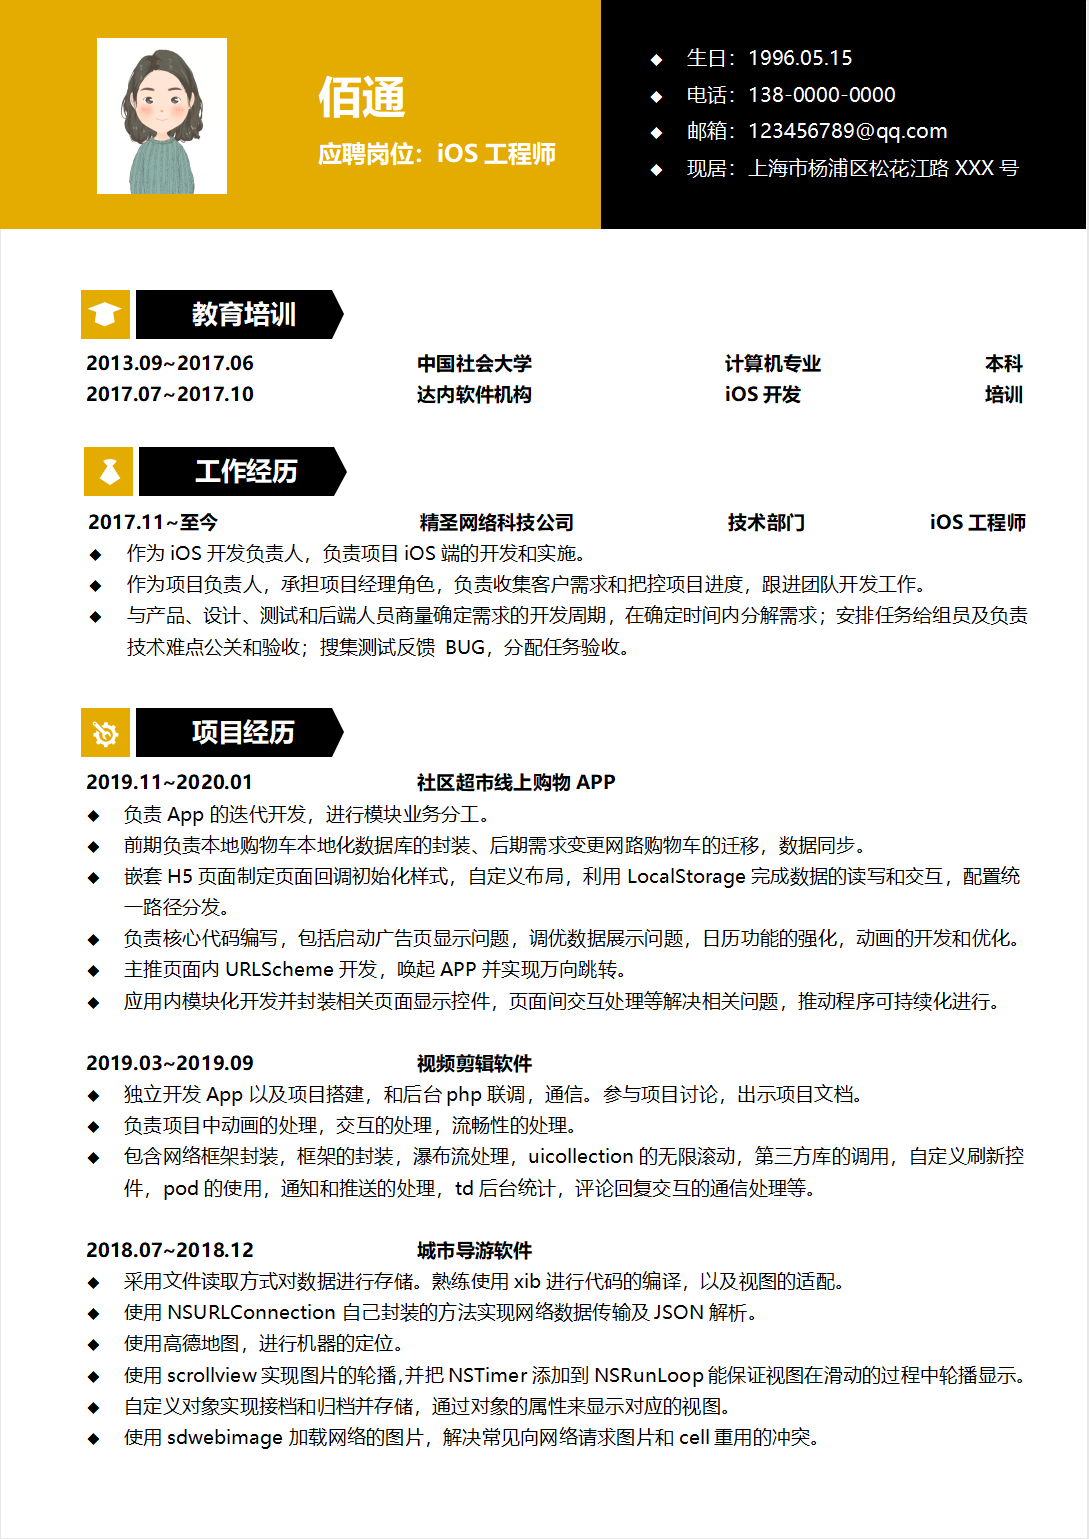 佰通
应聘岗位：iOS 工程师
生日：1996.05.15
电话：138-0000-0000
邮箱：123456789@qq.com
现居：上海市杨浦区松花江路 XXX 号
教育培训
2013.09~2017.06 中国社会大学 计算机专业 本科
2017.07~2017.10 达内软件机构 iOS 开发 培训
工作经历
2017.11~至今 精圣网络科技公司 技术部门 iOS 工程师
作为 iOS 开发负责人，负责项目 iOS 端的开发和实施。
作为项目负责人，承担项目经理角色，负责收集客户需求和把控项目进度，跟进团队开发工作。
与产品、设计、测试和后端人员商量确定需求的开发周期，在确定时间内分解需求；安排任务给组员及负责
技术难点公关和验收；搜集测试反馈 BUG，分配任务验收。
项目经历
2019.11~2020.01 社区超市线上购物 APP
负责 App 的迭代开发，进行模块业务分工。
前期负责本地购物车本地化数据库的封装、后期需求变更网路购物车的迁移，数据同步。
嵌套 H5 页面制定页面回调初始化样式，自定义布局，利用 LocalStorage 完成数据的读写和交互，配置统
一路径分发。
负责核心代码编写，包括启动广告页显示问题，调优数据展示问题，日历功能的强化，动画的开发和优化。
主推页面内 URLScheme 开发，唤起 APP 并实现万向跳转。
应用内模块化开发并封装相关页面显示控件，页面间交互处理等解决相关问题，推动程序可持续化进行。
2019.03~2019.09 视频剪辑软件
独立开发 App 以及项目搭建，和后台 php 联调，通信。参与项目讨论，出示项目文档。
负责项目中动画的处理，交互的处理，流畅性的处理。
包含网络框架封装，框架的封装，瀑布流处理，uicollection 的无限滚动，第三方库的调用，自定义刷新控
件，pod 的使用，通知和推送的处理，td 后台统计，评论回复交互的通信处理等。
2018.07~2018.12 城市导游软件
采用文件读取方式对数据进行存储。熟练使用 xib 进行代码的编译，以及视图的适配。
使用 NSURLConnection 自己封装的方法实现网络数据传输及 JSON 解析。
使用高德地图，进行机器的定位。
使用 scrollview 实现图片的轮播,并把 NSTimer 添加到 NSRunLoop 能保证视图在滑动的过程中轮播显示。
自定义对象实现接档和归档并存储，通过对象的属性来显示对应的视图。
使用 sdwebimage 加载网络的图片，解决常见向网络请求图片和 cell 重用的冲突。